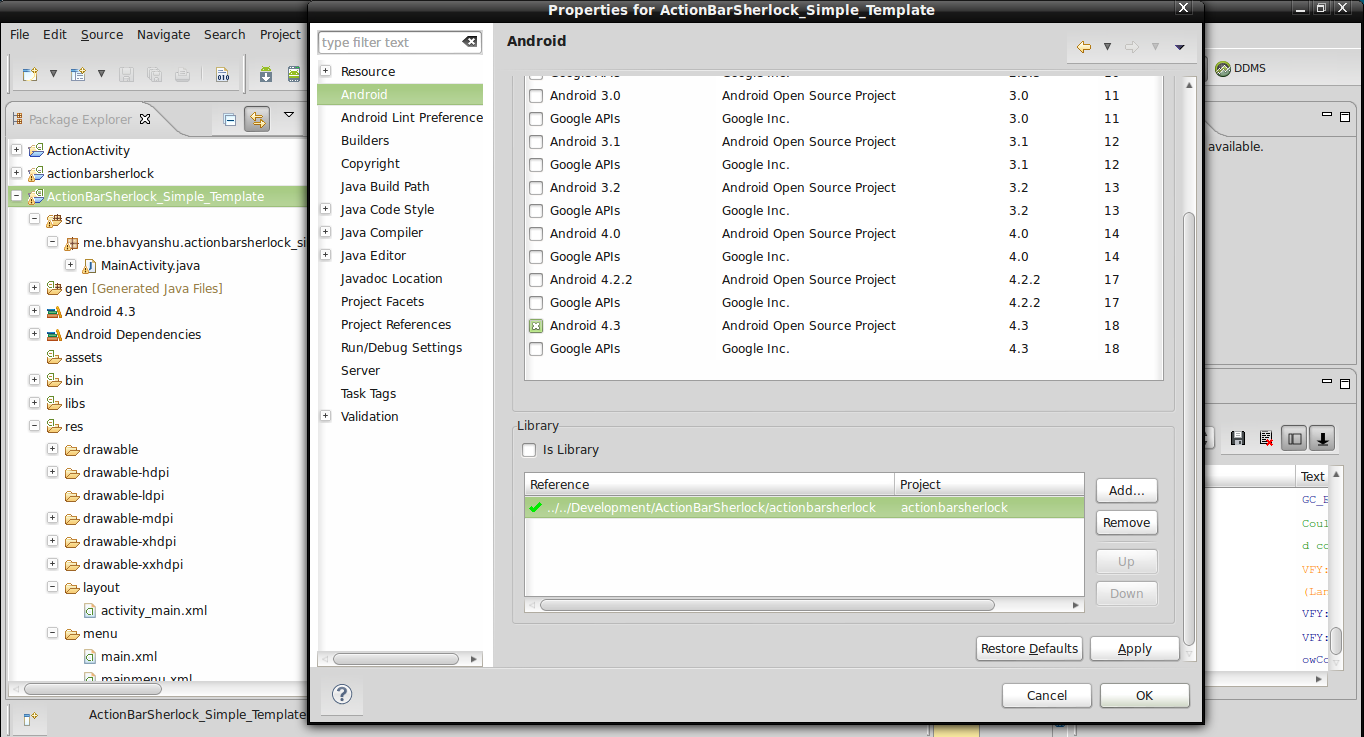 Properties for ActionBarSherlock_Simple_Template
File Edit Source Navigate Search Project
DDMS
Package Explorer
ActionActivity
actionbarsherlock
ActionBarSherlock_Simple_Template
src
me.bhavyanshu.actionbarsherlock_si
MainActivity.java
gen [Generated Java Files]
Android 4.3
Android Dependencies
assets
bin
libs
res
drawable
drawable-hdpi
drawable-ldpi
drawable-mdpi
drawable-xhdpi
drawable-xxhdpi
layout
activity_main.xml
menu
main.xml
mainmenu.xml
ActionBarSherlock_Simple_Template
type filter text
Resource
Android
Android Lint Preference
Builders
Copyright
Java Build Path
Java Code Style
Java Compiler
Java Editor
Javadoc Location
Project Facets
Project References
Run/Debug Settings
Server
Task Tags
Validation
Android
Google APIs Google Inc. 10
Android 3.0 Android Open Source Project 3.0 11
Google APIs Google Inc. 3.0 11
Android 3.1 Android Open Source Project 3.1 12
Google APIs Google Inc. 3.1 12
Android 3.2 Android Open Source Project 3.2 13
Google APIs Google Inc. 3.2 13
Android 4.0 Android Open Source Project 4.0 14
Google APIs Google Inc. 4.0 14
Android 4.2.2 Android Open Source Project 4.2.2 17
Google APIs Google Inc. 4.2.2 17
Android 4.3 Android Open Source Project 4.3 18
Google APIs Google Inc. 4.3 18
Library
Is Library
Reference Project
../../Development/ActionBarSherlock/actionbarsherlock actionbarsherlock
Add...
Remove
Up
Down
Restore Defaults Apply
Cancel OK
available.
Text
GC_E
Coul
d co
VFY:
(Lan
VFY:
VFY:
owCo